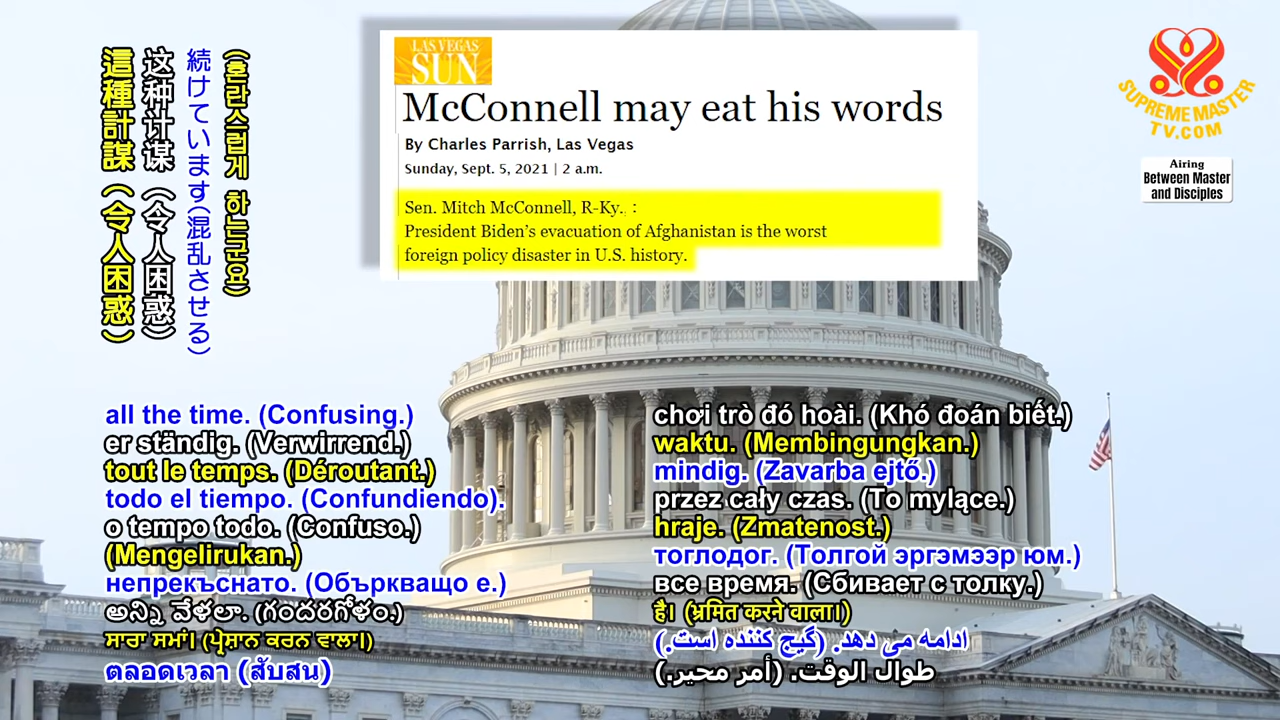 LAS VEGAS
SUN
McConnell may eat his words
By Charles Parrish, Las Vegas
Sunday, Sept. 5, 2021 | 2 a.m.
Sen. Mitch McConnell, R-Ky. :
President Biden’s evacuation of Afghanistan is the worst
foreign policy disaster in U.S. history.
SUPREME MASTER
TV.COM
Airing
Between Master
and Disciples
(혼란스럽게 하는군요)
続けています(混乱させる)
这种计谋（令人困惑）
這種計謀（令人困惑）
all the time. (Confusing.)
er ständig. (Verwirrend.)
tout le temps. (Déroutant.)
todo el tiempo. (Confundiendo).
o tempo todo. (Confuso.)
(Mengelirukan.)
непрекъснато. (Объркващо е.)
అన్ని వేళలా. (గందరగోళం.)
ਸਾਰਾ ਸਮਾਂ। (ਪ੍ਰੇਸ਼ਾਨ ਕਰਨ ਵਾਲਾ।)
ตลอดเวลา (สับสน)
chơi trò đó hoài. (Khó đoán biết.)
waktu. (Membingungkan.)
mindig. (Zavarba ejtő.)
przez cały czas. (To mylące.)
hraje. (Zmatenost.)
тоглодог. (Толгой эргэмээр юм.)
все время. (Сбивает с толку.)
है। (भ्रमित करने वाला।)
ادامه می دهد. (گیج کننده است.)
طوال الوقت. (أمر محير.)